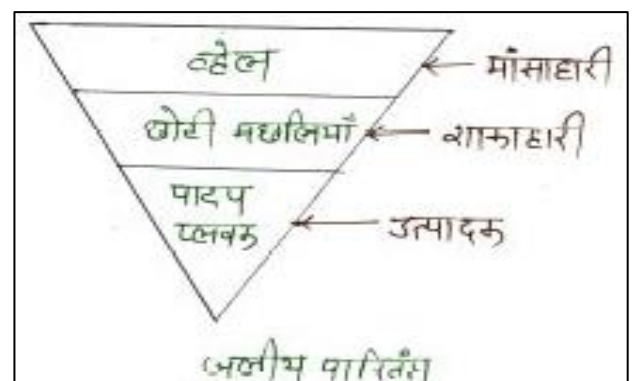 व्हेल ← मांसाहारी
छोटी मछलियाँ ← शाकाहारी
पादप
प्लवक ← उत्पादक
जलीय पारितंत्र